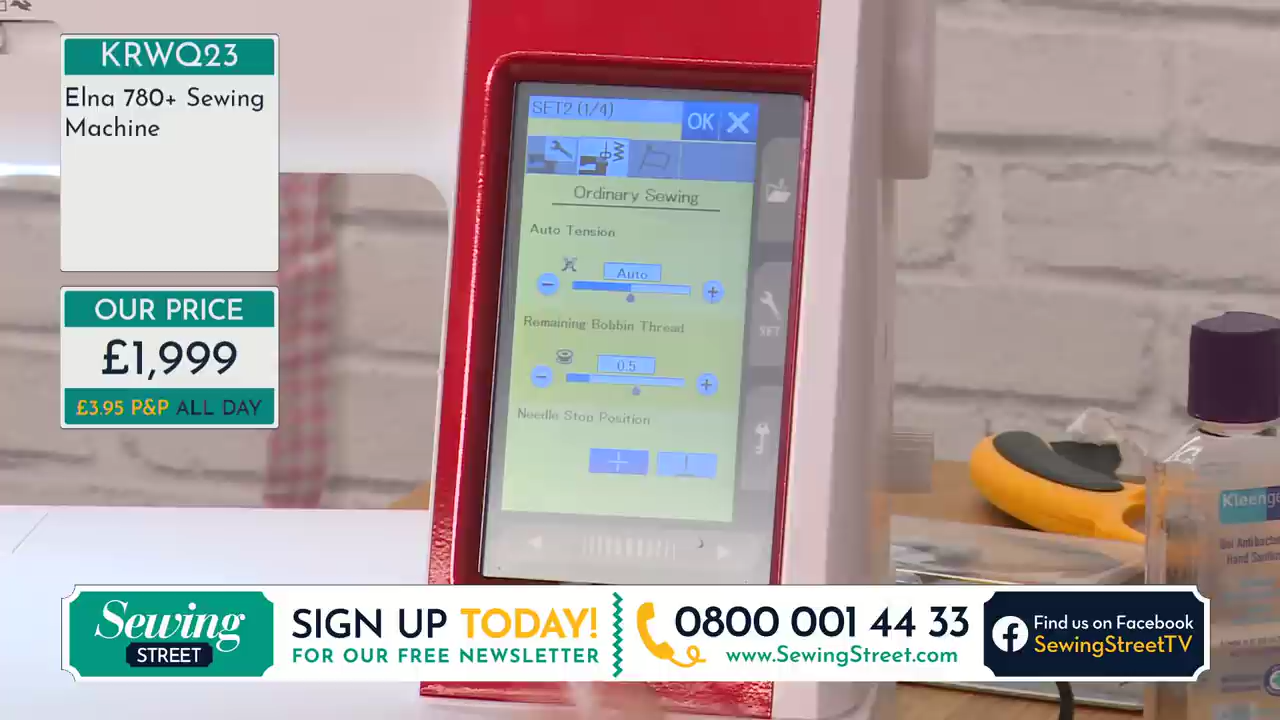 KRWQ23
Elna 780+ Sewing
Machine
OUR PRICE
£1,999
£3.95 P&P ALL DAY
SET2 (1/4)
OK
Ordinary Sewing
Auto Tension
Auto
Remaining Bobbin Thread
0.5
Needle Stop Position
SET
Sewing
STREET
SIGN UP TODAY!
FOR OUR FREE NEWSLETTER
0800 001 44 33
www.SewingStreet.com
Find us on Facebook
SewingStreetTV